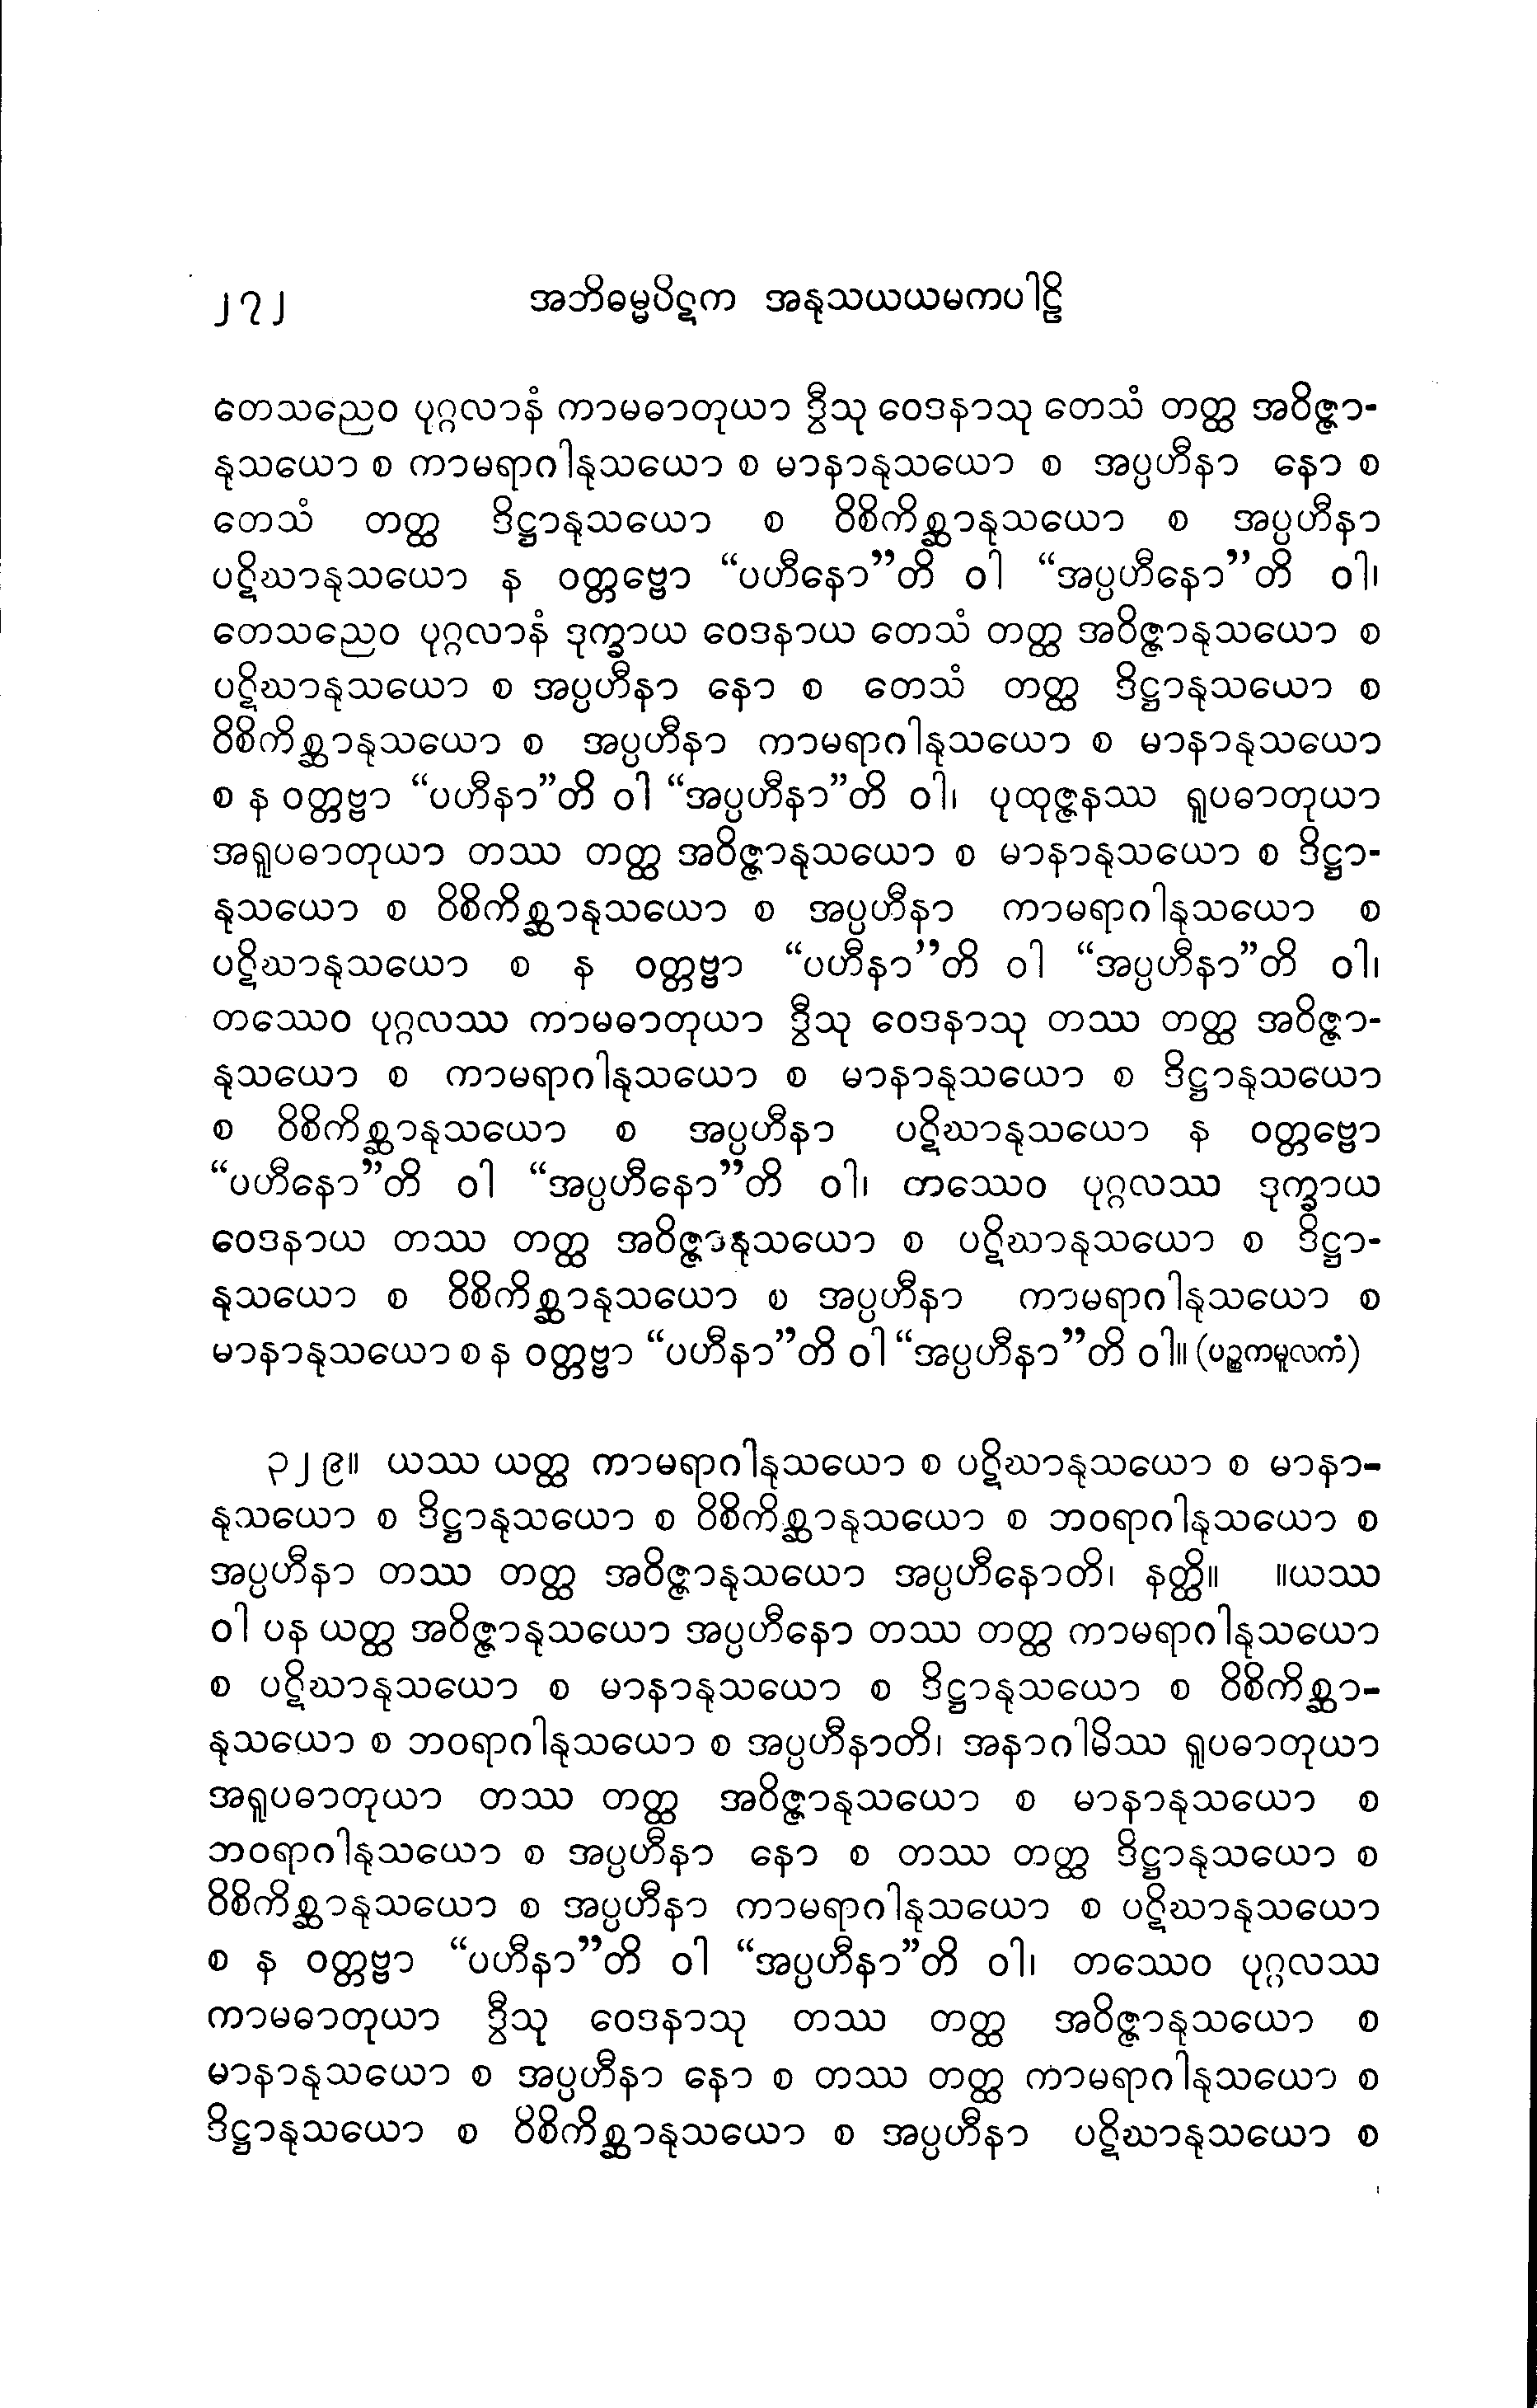 ၂၇၂ အဘိဓမ္မပိဋက အနုသယယမကပါဠိ
တေသညေဝ ပုဂ္ဂလာနံ ကာမဓာတုယာ ဒွီသု ဝေဒနာသု တေသံ တတ္ထ အဝိဇ္ဇာ-
နုသယော စ ကာမရာဂါနုသယော စ မာနာနုသယော စ အပ္ပဟီနာ နော စ
တေသံ တတ္ထ ဒိဋ္ဌာနုသယော စ ဝိစိကိစ္ဆာနုသယော စ အပ္ပဟီနာ
ပဋိဃာနုသယော န ဝတ္တဗ္ဗော “ပဟီနော”တိ ဝါ “အပ္ပဟီနော”တိ ဝါ၊
တေသညေဝ ပုဂ္ဂလာနံ ဒုက္ခာယ ဝေဒနာယ တေသံ တတ္ထ အဝိဇ္ဇာနုသယော စ
ပဋိဃာနုသယော စ အပ္ပဟီနာ နော စ တေသံ တတ္ထ ဒိဋ္ဌာနုသယော စ
ဝိစိကိစ္ဆာနုသယော စ အပ္ပဟီနာ ကာမရာဂါနုသယော စ မာနာနုသယော
စ န ဝတ္တဗ္ဗာ “ပဟီနာ”တိ ဝါ “အပ္ပဟီနာ”တိ ဝါ၊ ပုထုဇ္ဇနဿ ရူပဓာတုယာ
အရူပဓာတုယာ တဿ တတ္ထ အဝိဇ္ဇာနုသယော စ မာနာနုသယော စ ဒိဋ္ဌာ-
နုသယော စ ဝိစိကိစ္ဆာနုသယော စ အပ္ပဟီနာ ကာမရာဂါနုသယော စ
ပဋိဃာနုသယော စ န ဝတ္တဗ္ဗာ “ပဟီနာ”တိ ဝါ “အပ္ပဟီနာ”တိ ဝါ၊
တဿေဝ ပုဂ္ဂလဿ ကာမဓာတုယာ ဒွီသု ဝေဒနာသု တဿ တတ္ထ အဝိဇ္ဇာ-
နုသယော စ ကာမရာဂါနုသယော စ မာနာနုသယော စ ဒိဋ္ဌာနုသယော
စ ဝိစိကိစ္ဆာနုသယော စ အပ္ပဟီနာ ပဋိဃာနုသယော န ဝတ္တဗ္ဗော
“ပဟီနော”တိ ဝါ “အပ္ပဟီနော”တိ ဝါ၊ တဿေဝ ပုဂ္ဂလဿ ဒုက္ခာယ
ဝေဒနာယ တဿ တတ္ထ အဝိဇ္ဇာနုသယော စ ပဋိဃာနုသယော စ ဒိဋ္ဌာ-
နုသယော စ ဝိစိကိစ္ဆာနုသယော စ အပ္ပဟီနာ ကာမရာဂါနုသယော စ
မာနာနုသယော စ န ဝတ္တဗ္ဗာ “ပဟီနာ”တိ ဝါ “အပ္ပဟီနာ”တိ ဝါ။ (ပဉ္စကမူလကံ)
၃၂၉။ ယဿ ယတ္ထ ကာမရာဂါနုသယော စ ပဋိဃာနုသယော စ မာနာ-
နုသယော စ ဒိဋ္ဌာနုသယော စ ဝိစိကိစ္ဆာနုသယော စ ဘဝရာဂါနုသယော စ
အပ္ပဟီနာ တဿ တတ္ထ အဝိဇ္ဇာနုသယော အပ္ပဟီနောတိ၊ နတ္ထိ။ ။ယဿ
ဝါ ပန ယတ္ထ အဝိဇ္ဇာနုသယော အပ္ပဟီနော တဿ တတ္ထ ကာမရာဂါနုသယော
စ ပဋိဃာနုသယော စ မာနာနုသယော စ ဒိဋ္ဌာနုသယော စ ဝိစိကိစ္ဆာ-
နုသယော စ ဘဝရာဂါနုသယော စ အပ္ပဟီနာတိ၊ အနာဂါမိဿ ရူပဓာတုယာ
အရူပဓာတုယာ တဿ တတ္ထ အဝိဇ္ဇာနုသယော စ မာနာနုသယော စ
ဘဝရာဂါနုသယော စ အပ္ပဟီနာ နော စ တဿ တတ္ထ ဒိဋ္ဌာနုသယော စ
ဝိစိကိစ္ဆာနုသယော စ အပ္ပဟီနာ ကာမရာဂါနုသယော စ ပဋိဃာနုသယော
စ န ဝတ္တဗ္ဗာ “ပဟီနာ”တိ ဝါ “အပ္ပဟီနာ”တိ ဝါ၊ တဿေဝ ပုဂ္ဂလဿ
ကာမဓာတုယာ ဒွီသု ဝေဒနာသု တဿ တတ္ထ အဝိဇ္ဇာနုသယော စ
မာနာနုသယော စ အပ္ပဟီနာ နော စ တဿ တတ္ထ ကာမရာဂါနုသယော စ
ဒိဋ္ဌာနုသယော စ ဝိစိကိစ္ဆာနုသယော စ အပ္ပဟီနာ ပဋိဃာနုသယော စ